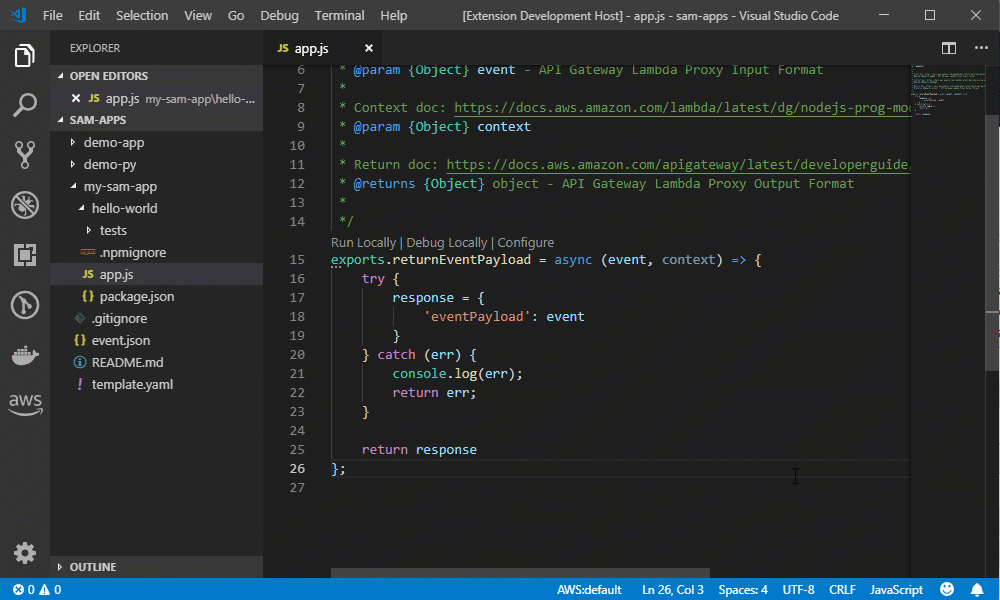 File Edit Selection View Go Debug Terminal Help [Extension Development Host] - app.js - sam-apps - Visual Studio Code
EXPLORER
OPEN EDITORS
JS app.js my-sam-app\hello-...
SAM-APPS
demo-app
demo-py
my-sam-app
hello-world
tests
.npmignore
JS app.js
{} package.json
.gitignore
{} event.json
README.md
! template.yaml
OUTLINE
aws
JS app.js
6 * @param {Object} event - API Gateway Lambda Proxy Input Format
7 *
8 * Context doc: https://docs.aws.amazon.com/lambda/latest/dg/nodejs-prog-mod
9 * @param {Object} context
10 *
11 * Return doc: https://docs.aws.amazon.com/apigateway/latest/developerguide/
12 * @returns {Object} object - API Gateway Lambda Proxy Output Format
13 *
14 */
Run Locally | Debug Locally | Configure
15 exports.returnEventPayload = async (event, context) => {
16 try {
17 response = {
18 'eventPayload': event
19 }
20 } catch (err) {
21 console.log(err);
22 return err;
23 }
24
25 return response
26 };
27
0 0 AWS:default Ln 26, Col 3 Spaces: 4 UTF-8 CRLF JavaScript